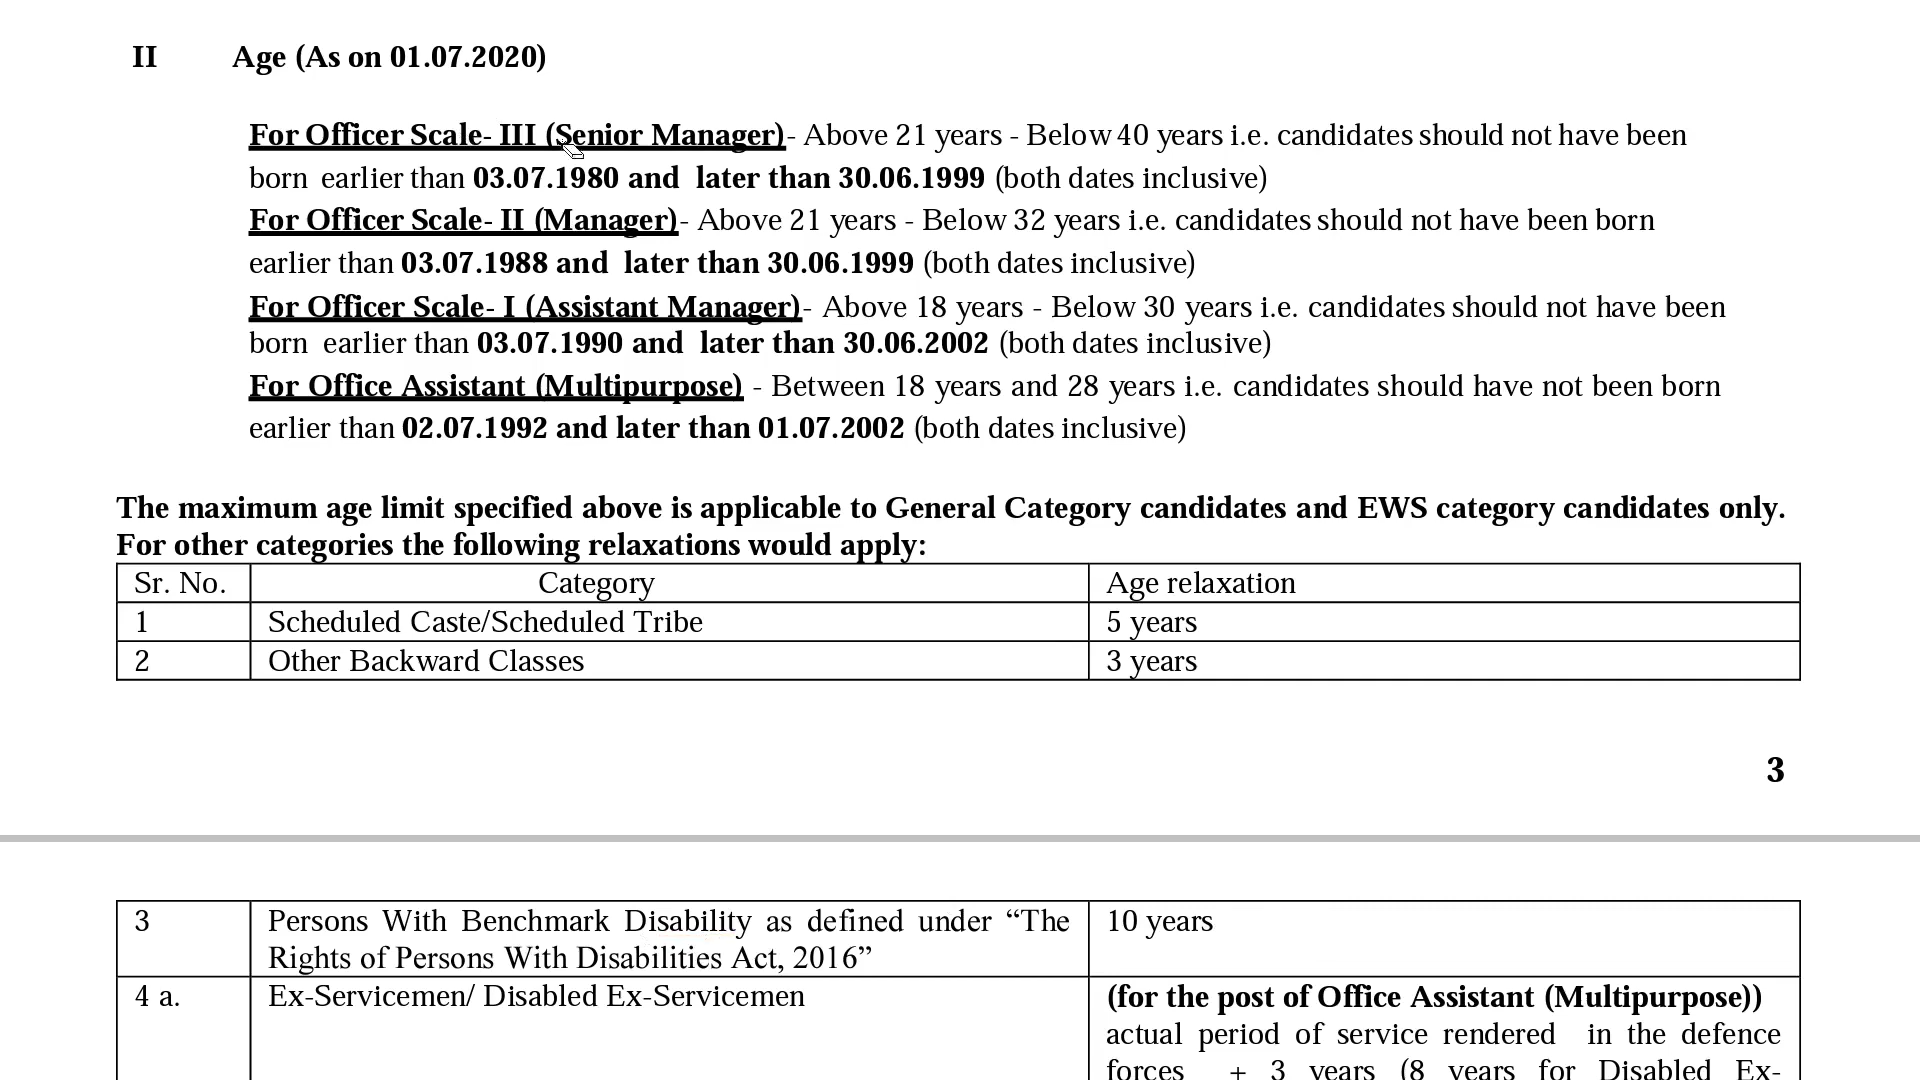 II Age (As on 01.07.2020)
For Officer Scale- III (Senior Manager)- Above 21 years - Below 40 years i.e. candidates should not have been
born earlier than 03.07.1980 and later than 30.06.1999 (both dates inclusive)
For Officer Scale- II (Manager)- Above 21 years - Below 32 years i.e. candidates should not have been born
earlier than 03.07.1988 and later than 30.06.1999 (both dates inclusive)
For Officer Scale- I (Assistant Manager)- Above 18 years - Below 30 years i.e. candidates should not have been
born earlier than 03.07.1990 and later than 30.06.2002 (both dates inclusive)
For Office Assistant (Multipurpose) - Between 18 years and 28 years i.e. candidates should have not been born
earlier than 02.07.1992 and later than 01.07.2002 (both dates inclusive)
The maximum age limit specified above is applicable to General Category candidates and EWS category candidates only.
For other categories the following relaxations would apply:
Sr. No. Category Age relaxation
1 Scheduled Caste/Scheduled Tribe 5 years
2 Other Backward Classes 3 years
3
3 Persons With Benchmark Disability as defined under “The 10 years
Rights of Persons With Disabilities Act, 2016”
4 a. Ex-Servicemen/ Disabled Ex-Servicemen (for the post of Office Assistant (Multipurpose))
actual period of service rendered in the defence
forces + 3 years (8 years for Disabled Ex-